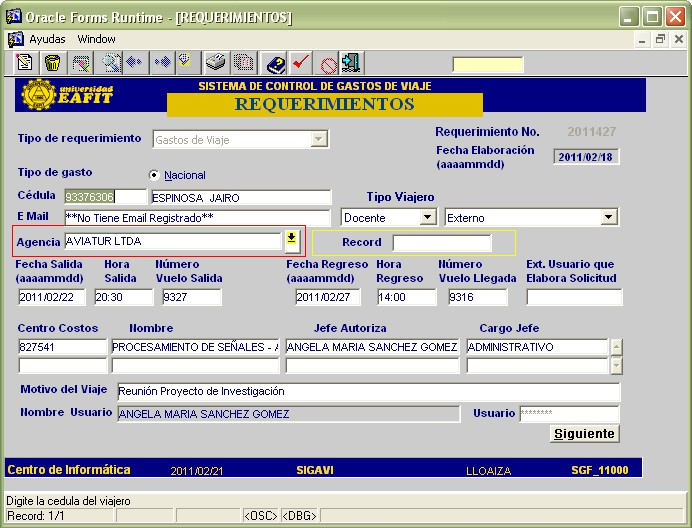 Oracle Forms Runtime - [REQUERIMIENTOS]
Ayudas Window
universidad EAFIT
SISTEMA DE CONTROL DE GASTOS DE VIAJE
REQUERIMIENTOS
Tipo de requerimiento Gastos de Viaje
Requerimiento No. 2011427
Fecha Elaboración 2011/02/18
(aaaammdd)
Tipo de gasto Nacional
Cédula 93376306 ESPINOSA JAIRO
Tipo Viajero
E Mail **No Tiene Email Registrado** Docente Externo
Agencia AVIATUR LTDA Record
Fecha Salida Hora Número Fecha Regreso Hora Número Ext. Usuario que
(aaaammdd) Salida Vuelo Salida (aaaammdd) Regreso Vuelo Llegada Elabora Solicitud
2011/02/22 20:30 9327 2011/02/27 14:00 9316
Centro Costos Nombre Jefe Autoriza Cargo Jefe
827541 PROCESAMIENTO DE SEÑALES - A ANGELA MARIA SANCHEZ GOMEZ ADMINISTRATIVO
Motivo del Viaje Reunión Proyecto de Investigación
Nombre Usuario ANGELA MARIA SANCHEZ GOMEZ Usuario ********
Siguiente
Centro de Informática 2011/02/21 SIGAVI LLOAIZA SGF_11000
Digite la cedula del viajero
Record: 1/1 <OSC> <DBG>